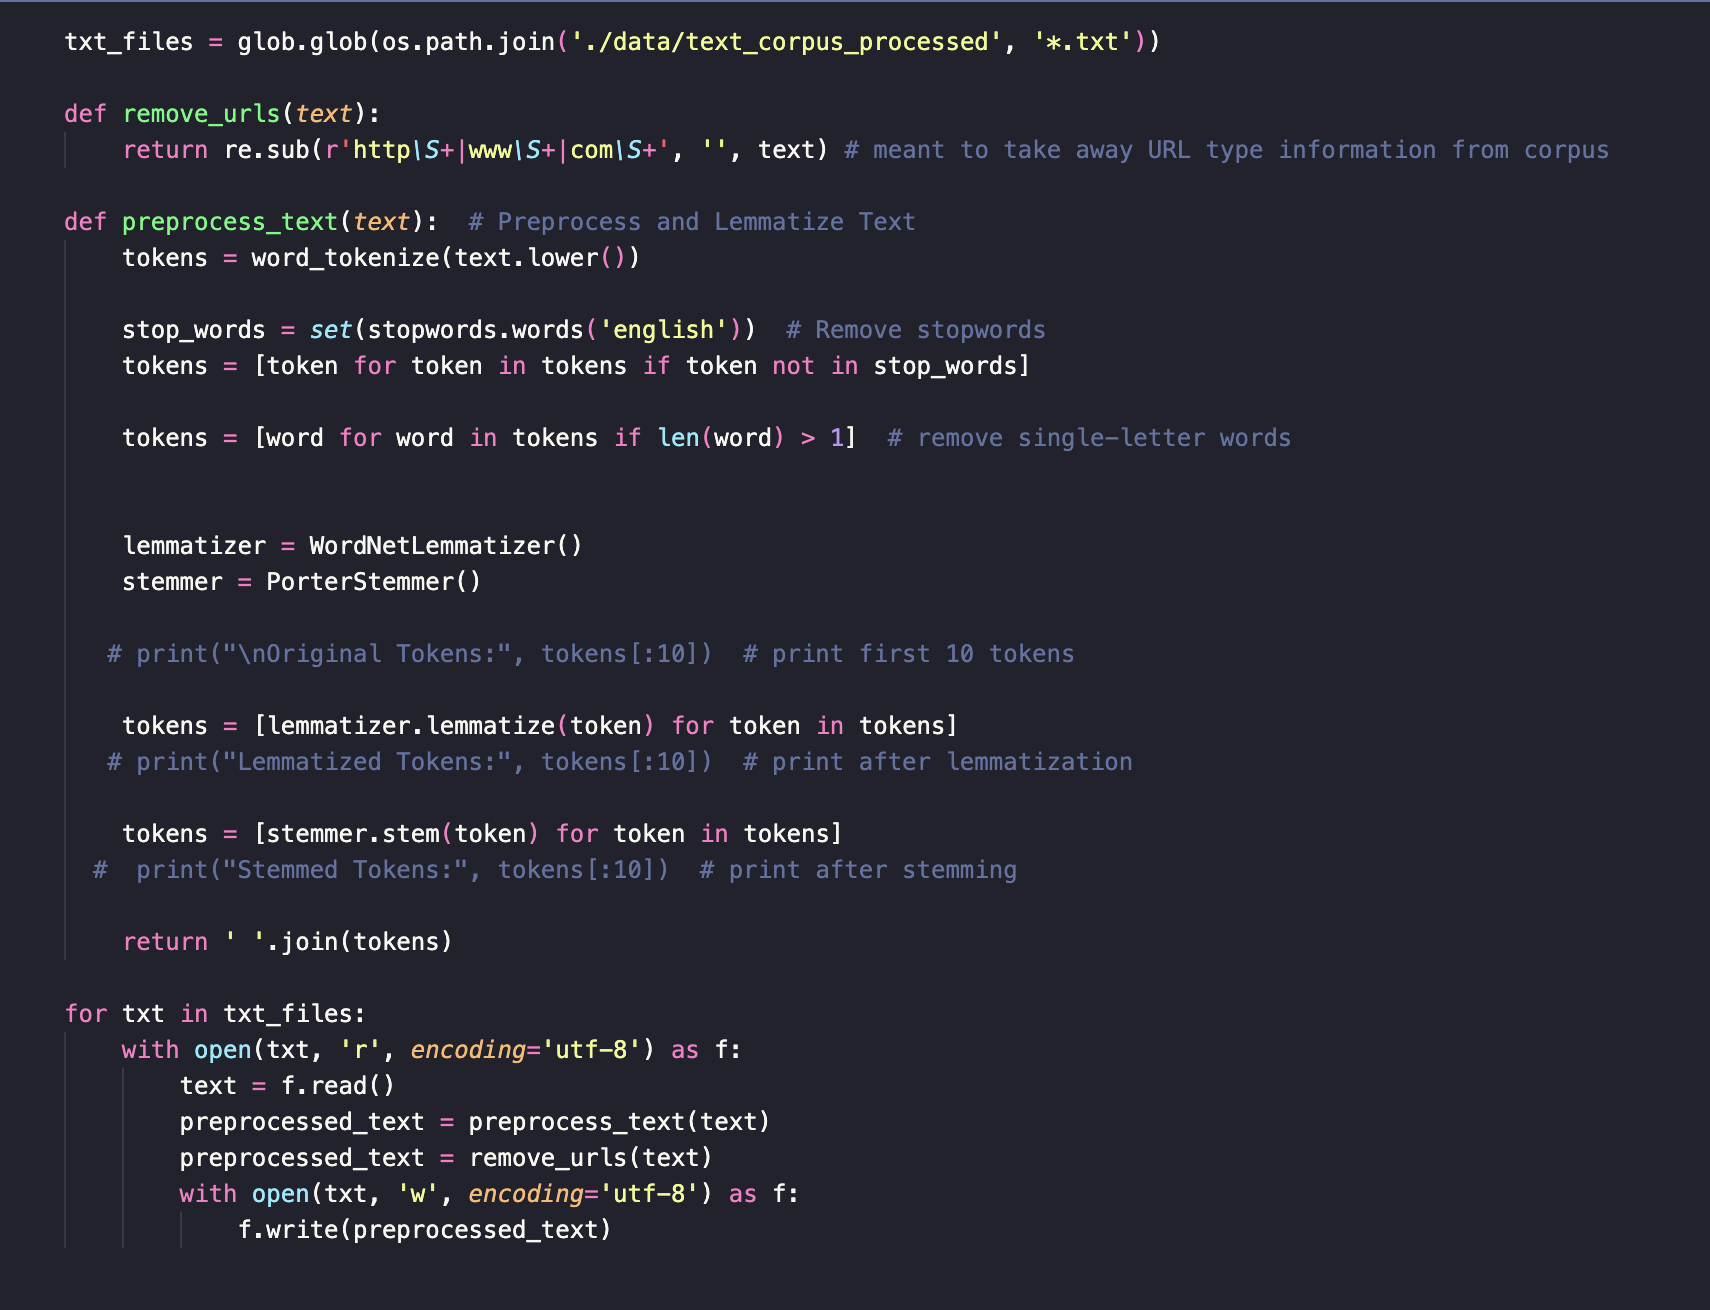 txt_files = glob.glob(os.path.join('./data/text_corpus_processed', '*.txt'))
def remove_urls(text):
return re.sub(r'http\S+|www\S+|com\S+', '', text) # meant to take away URL type information from corpus
def preprocess_text(text):  # Preprocess and Lemmatize Text
tokens = word_tokenize(text.lower())
stop_words = set(stopwords.words('english'))  # Remove stopwords
tokens = [token for token in tokens if token not in stop_words]
tokens = [word for word in tokens if len(word) > 1]  # remove single-letter words
lemmatizer = WordNetLemmatizer()
stemmer = PorterStemmer()
# print("\nOriginal Tokens:", tokens[:10])  # print first 10 tokens
tokens = [lemmatizer.lemmatize(token) for token in tokens]
# print("Lemmatized Tokens:", tokens[:10])  # print after lemmatization
tokens = [stemmer.stem(token) for token in tokens]
#  print("Stemmed Tokens:", tokens[:10])  # print after stemming
return ' '.join(tokens)
for txt in txt_files:
with open(txt, 'r', encoding='utf-8') as f:
text = f.read()
preprocessed_text = preprocess_text(text)
preprocessed_text = remove_urls(text)
with open(txt, 'w', encoding='utf-8') as f:
f.write(preprocessed_text)